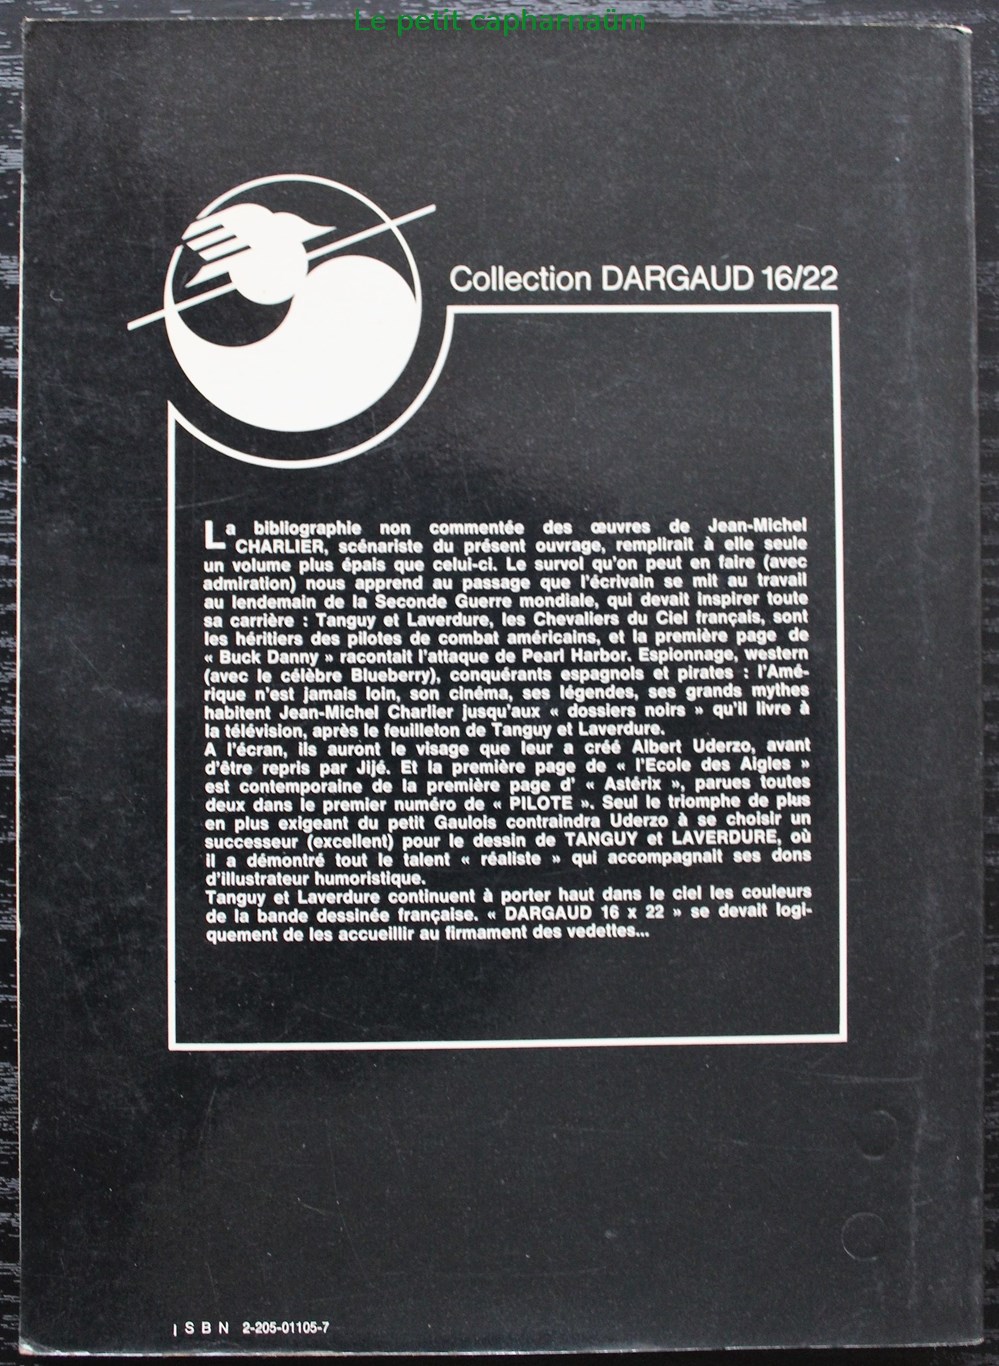 Le petit capharnaüm
Collection DARGAUD 16/22
La bibliographie non commentée des œuvres de Jean-Michel
CHARLIER, scénariste du présent ouvrage, remplirait à elle seule
un volume plus épais que celui-ci. Le survol qu'on peut en faire (avec
admiration) nous apprend au passage que l'écrivain se mit au travail
au lendemain de la Seconde Guerre mondiale, qui devait inspirer toute
sa carrière : Tanguy et Laverdure, les Chevaliers du Ciel français, sont
les héritiers des pilotes de combat américains, et la première page de
« Buck Danny » racontait l'attaque de Pearl Harbor. Espionnage, western
(avec le célèbre Blueberry), conquérants espagnols et pirates : l'Amé-
rique n'est jamais loin, son cinéma, ses légendes, ses grands mythes
habitent Jean-Michel Charlier jusqu'aux « dossiers noirs » qu'il livre à
la télévision, après le feuilleton de Tanguy et Laverdure.
A l'écran, ils auront le visage que leur a créé Albert Uderzo, avant
d'être repris par Jijé. Et la première page de « l'Ecole des Aigles »
est contemporaine de la première page d' « Astérix », parues toutes
deux dans le premier numéro de « PILOTE ». Seul le triomphe de plus
en plus exigeant du petit Gaulois contraindra Uderzo à se choisir un
successeur (excellent) pour le dessin de TANGUY et LAVERDURE, où
il a démontré tout le talent « réaliste » qui accompagnait ses dons
d'illustrateur humoristique.
Tanguy et Laverdure continuent à porter haut dans le ciel les couleurs
de la bande dessinée française. « DARGAUD 16 x 22 » se devait logi-
quement de les accueillir au firmament des vedettes...
ISBN 2-205-01105-7